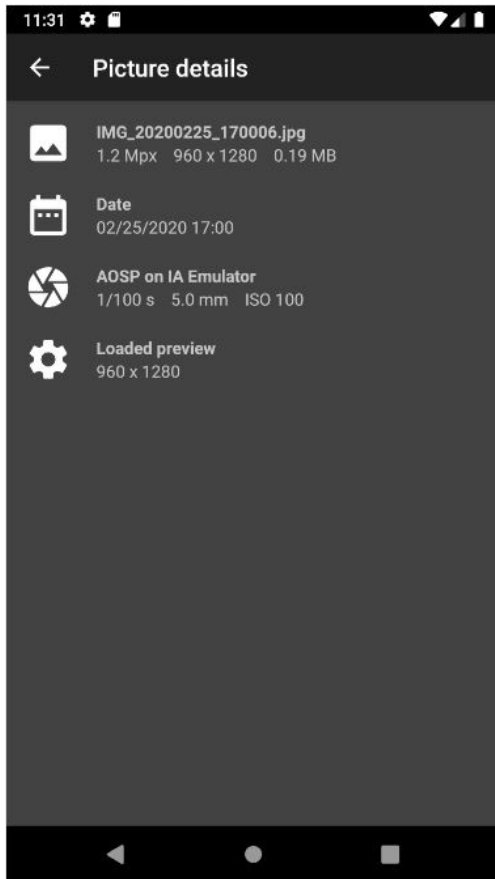 11:31
Picture details
IMG_20200225_170006.jpg
1.2 Mpx 960 x 1280 0.19 MB
Date
02/25/2020 17:00
AOSP on IA Emulator
1/100 s 5.0 mm ISO 100
Loaded preview
960 x 1280